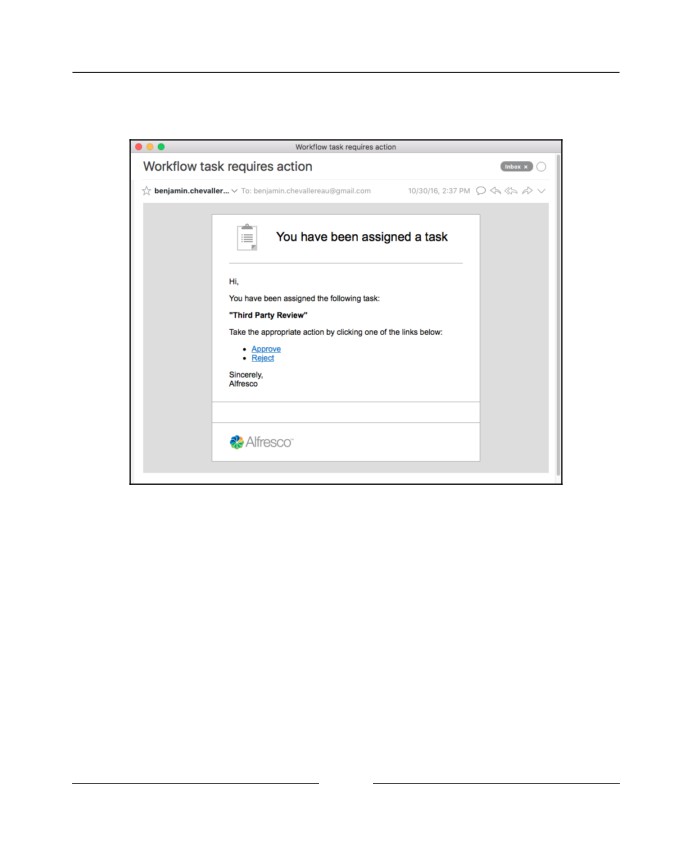 Workflow task requires action
Workflow task requires action
Inbox x
benjamin.chevaller... To: benjamin.chevallereau@gmail.com 10/30/16, 2:37 PM
You have been assigned a task
Hi,
You have been assigned the following task:
"Third Party Review"
Take the appropriate action by clicking one of the links below:
• Approve
• Reject
Sincerely,
Alfresco
Alfresco™